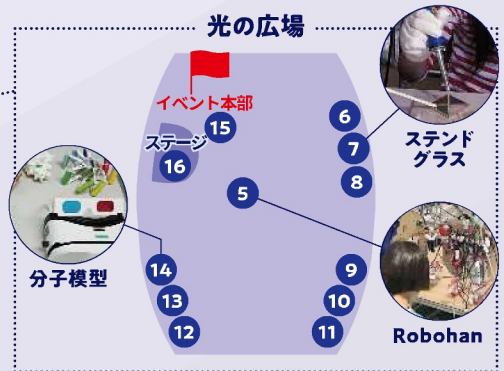 光の広場
イベント本部
15
ステージ
16
6
7
8
ステンド
グラス
5
分子模型
14
13
12
9
10
11
Robohan